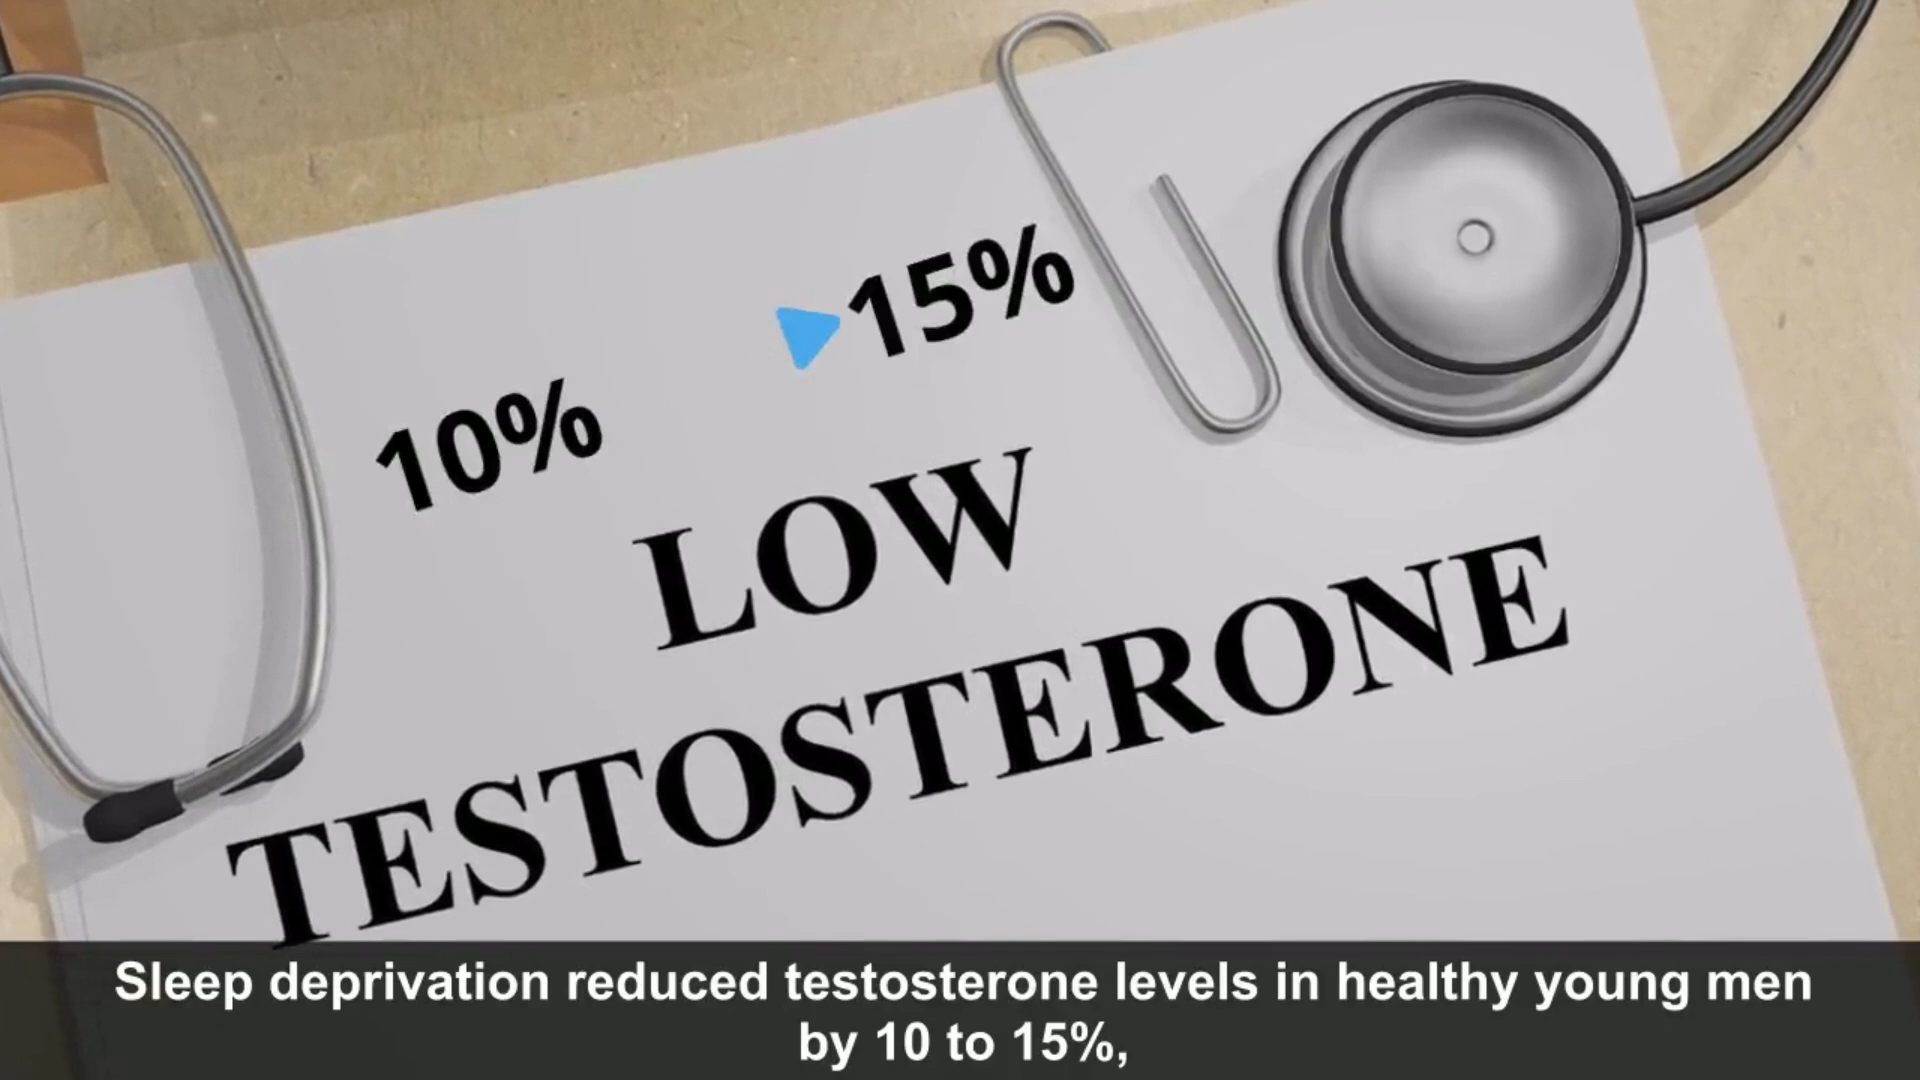 15%
10%
LOW
TESTOSTERONE
Sleep deprivation reduced testosterone levels in healthy young men
by 10 to 15%,